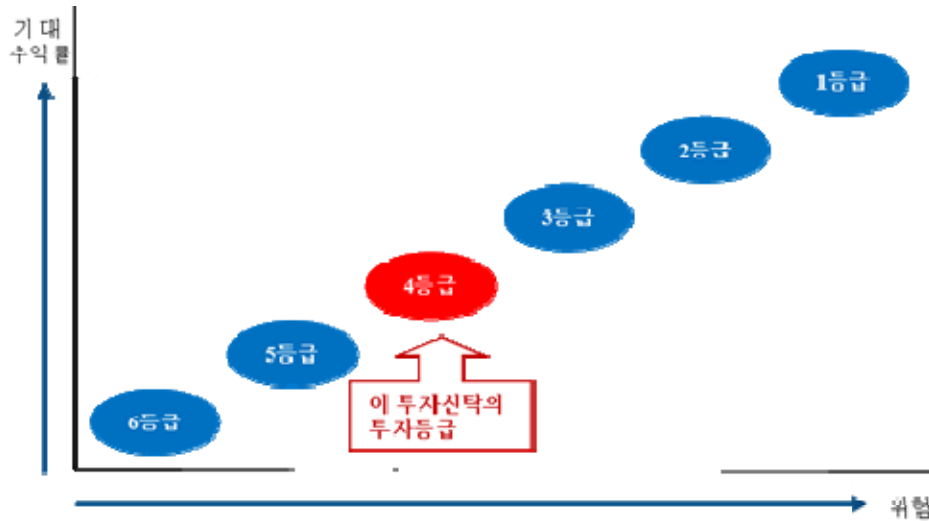 기 대
수익 률
1등급
2등급
3등급
4등급
5등급
6등급
이 투자신탁의
투자등급
위험